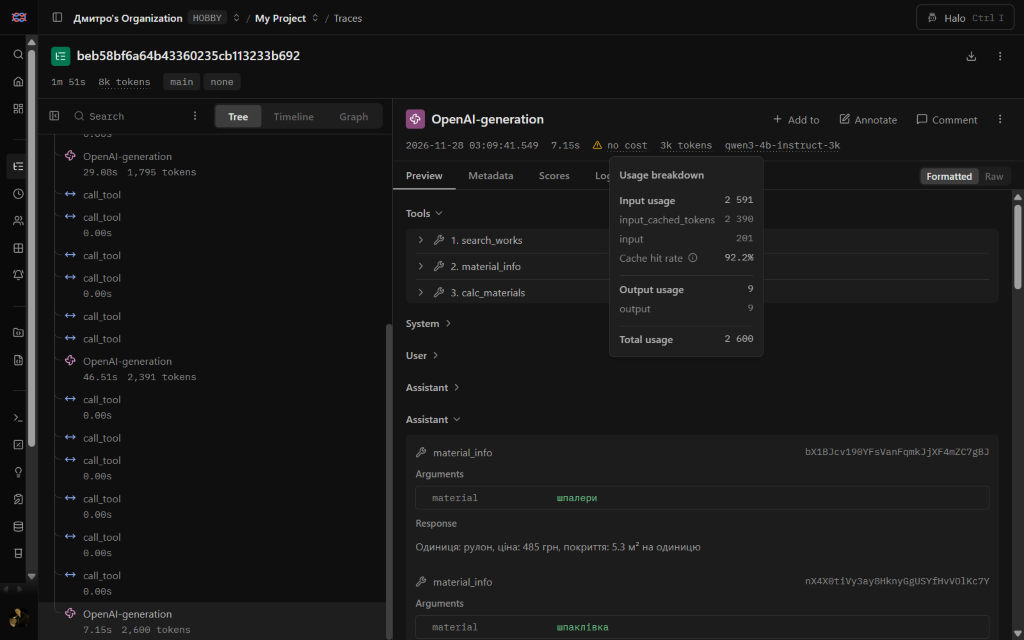 Дмитро's Organization HOBBY / My Project / Traces
Halo Ctrl I
beb58bf6a64b43360235cb113233b692
1m 51s 8k tokens main none
Search
Tree Timeline Graph
0.00s
OpenAI-generation
29.08s 1,795 tokens
call_tool
call_tool
0.00s
call_tool
call_tool
0.00s
call_tool
call_tool
OpenAI-generation
46.51s 2,391 tokens
call_tool
0.00s
call_tool
call_tool
0.00s
call_tool
0.00s
call_tool
0.00s
call_tool
0.00s
OpenAI-generation
7.15s 2,600 tokens
OpenAI-generation
Add to Annotate Comment
2026-11-28 03:09:41.549 7.15s no cost 3k tokens qwen3-4b-instruct-3k
Preview Metadata Scores Log
Formatted Raw
Usage breakdown
Input usage 2 591
input_cached_tokens 2 390
input 201
Cache hit rate 92.2%
Output usage 9
output 9
Total usage 2 600
Tools
1. search_works
2. material_info
3. calc_materials
System
User
Assistant
Assistant
material_info bX1BJcv190YFsVanFqmkJjXF4mZC7gBJ
Arguments
material шпалери
Response
Одиниця: рулон, ціна: 485 грн, покриття: 5.3 м² на одиницю
material_info nX4X0tiVy3ay8HknyGgUSYfHvVOlKc7Y
Arguments
material шпаклівка